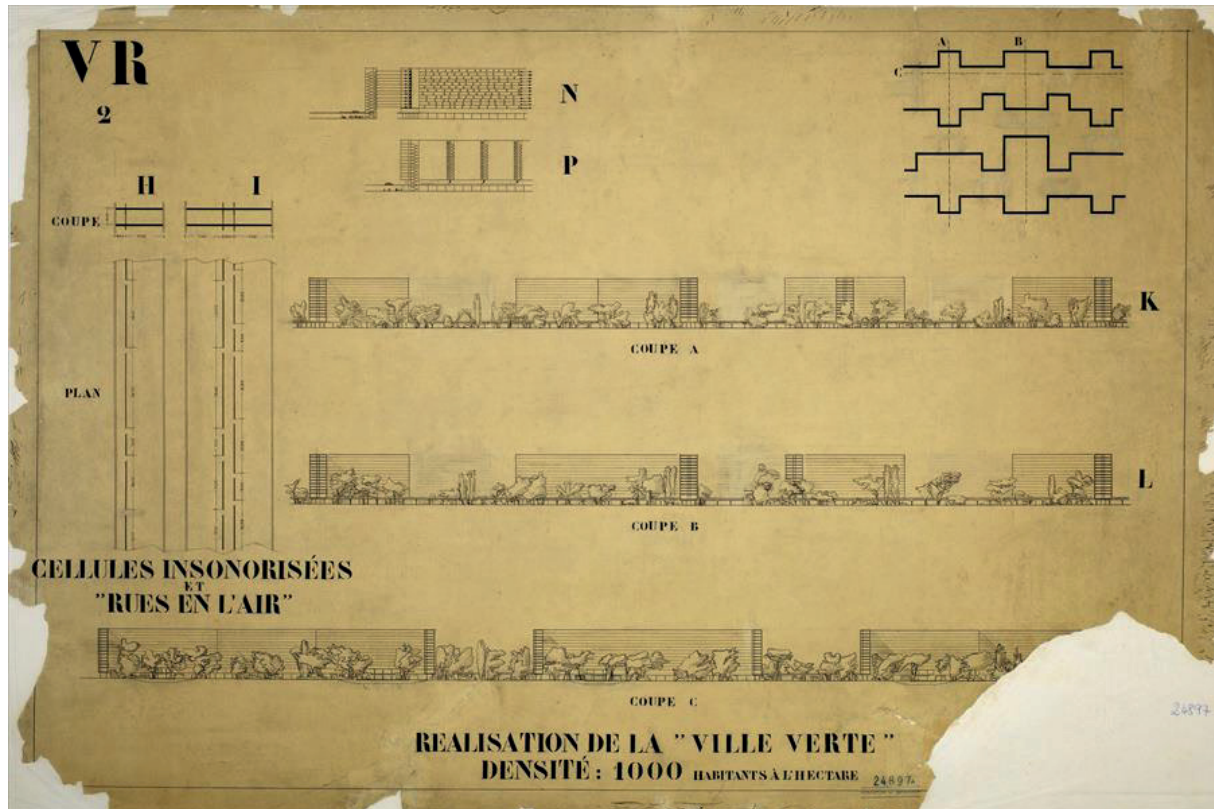 VR
2
N
P
A
B
C
H
I
COUPE
PLAN
K
COUPE A
L
COUPE B
CELLULES INSONORISÉES
ET
"RUES EN L'AIR"
COUPE C
24897
REALISATION DE LA "VILLE VERTE"
DENSITÉ: 1000 HABITANTS À L'HECTARE
24897